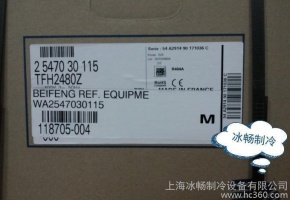 2 5470 30 115
TFH2480Z
MADE IN FRANCE
BEIFENG REF. EQUIPME
WA2547030115
118705-004
M
冰畅制冷
上海冰畅制冷设备有限公司
https://www.hc360.com